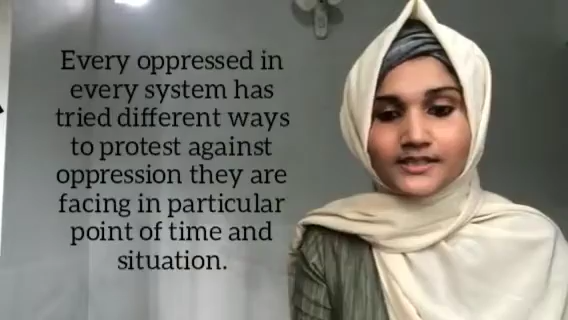 Every oppressed in
every system has
tried different ways
to protest against
oppression they are
facing in particular
point of time and
situation.